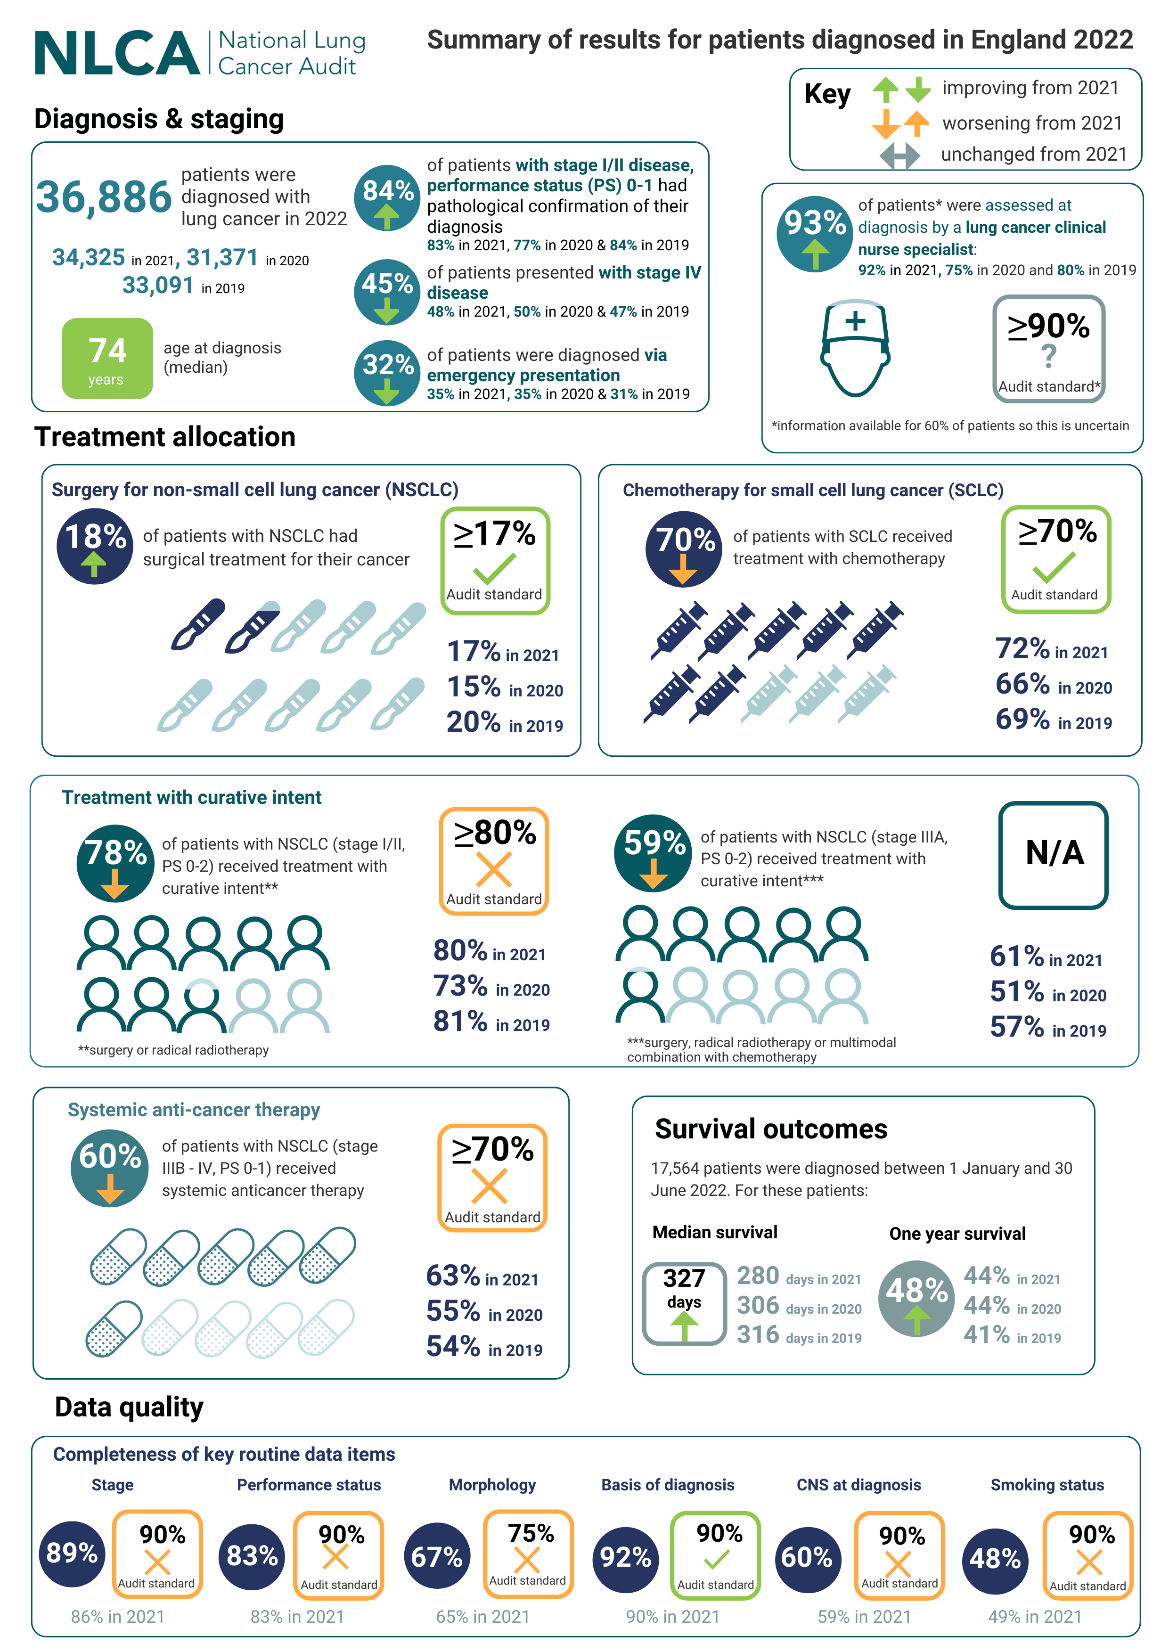 NLCA National Lung
Cancer Audit
Summary of results for patients diagnosed in England 2022
Key
improving from 2021
worsening from 2021
unchanged from 2021
Diagnosis & staging
36,886 patients were
diagnosed with
lung cancer in 2022
34,325 in 2021, 31,371 in 2020
33,091 in 2019
74
years
age at diagnosis
(median)
84%
of patients with stage I/II disease,
performance status (PS) 0-1 had
pathological confirmation of their
diagnosis
83% in 2021, 77% in 2020 & 84% in 2019
45%
of patients presented with stage IV
disease
48% in 2021, 50% in 2020 & 47% in 2019
32%
of patients were diagnosed via
emergency presentation
35% in 2021, 35% in 2020 & 31% in 2019
93%
of patients* were assessed at
diagnosis by a lung cancer clinical
nurse specialist:
92% in 2021, 75% in 2020 and 80% in 2019
≥90%
?
Audit standard*
*information available for 60% of patients so this is uncertain
Treatment allocation
Surgery for non-small cell lung cancer (NSCLC)
18%
of patients with NSCLC had
surgical treatment for their cancer
≥17%
Audit standard
17% in 2021
15% in 2020
20% in 2019
Chemotherapy for small cell lung cancer (SCLC)
70%
of patients with SCLC received
treatment with chemotherapy
≥70%
Audit standard
72% in 2021
66% in 2020
69% in 2019
Treatment with curative intent
78%
of patients with NSCLC (stage I/II,
PS 0-2) received treatment with
curative intent**
≥80%
Audit standard
80% in 2021
73% in 2020
81% in 2019
**surgery or radical radiotherapy
59%
of patients with NSCLC (stage IIIA,
PS 0-2) received treatment with
curative intent***
N/A
61% in 2021
51% in 2020
57% in 2019
***surgery, radical radiotherapy or multimodal
combination with chemotherapy
Systemic anti-cancer therapy
60%
of patients with NSCLC (stage
IIIB - IV, PS 0-1) received
systemic anticancer therapy
≥70%
Audit standard
63% in 2021
55% in 2020
54% in 2019
Survival outcomes
17,564 patients were diagnosed between 1 January and 30
June 2022. For these patients:
Median survival
327
days
280 days in 2021
306 days in 2020
316 days in 2019
One year survival
48%
44% in 2021
44% in 2020
41% in 2019
Data quality
Completeness of key routine data items
Stage
89%
90%
Audit standard
86% in 2021
Performance status
83%
90%
Audit standard
83% in 2021
Morphology
67%
75%
Audit standard
65% in 2021
Basis of diagnosis
92%
90%
Audit standard
90% in 2021
CNS at diagnosis
60%
90%
Audit standard
59% in 2021
Smoking status
48%
90%
Audit standard
49% in 2021